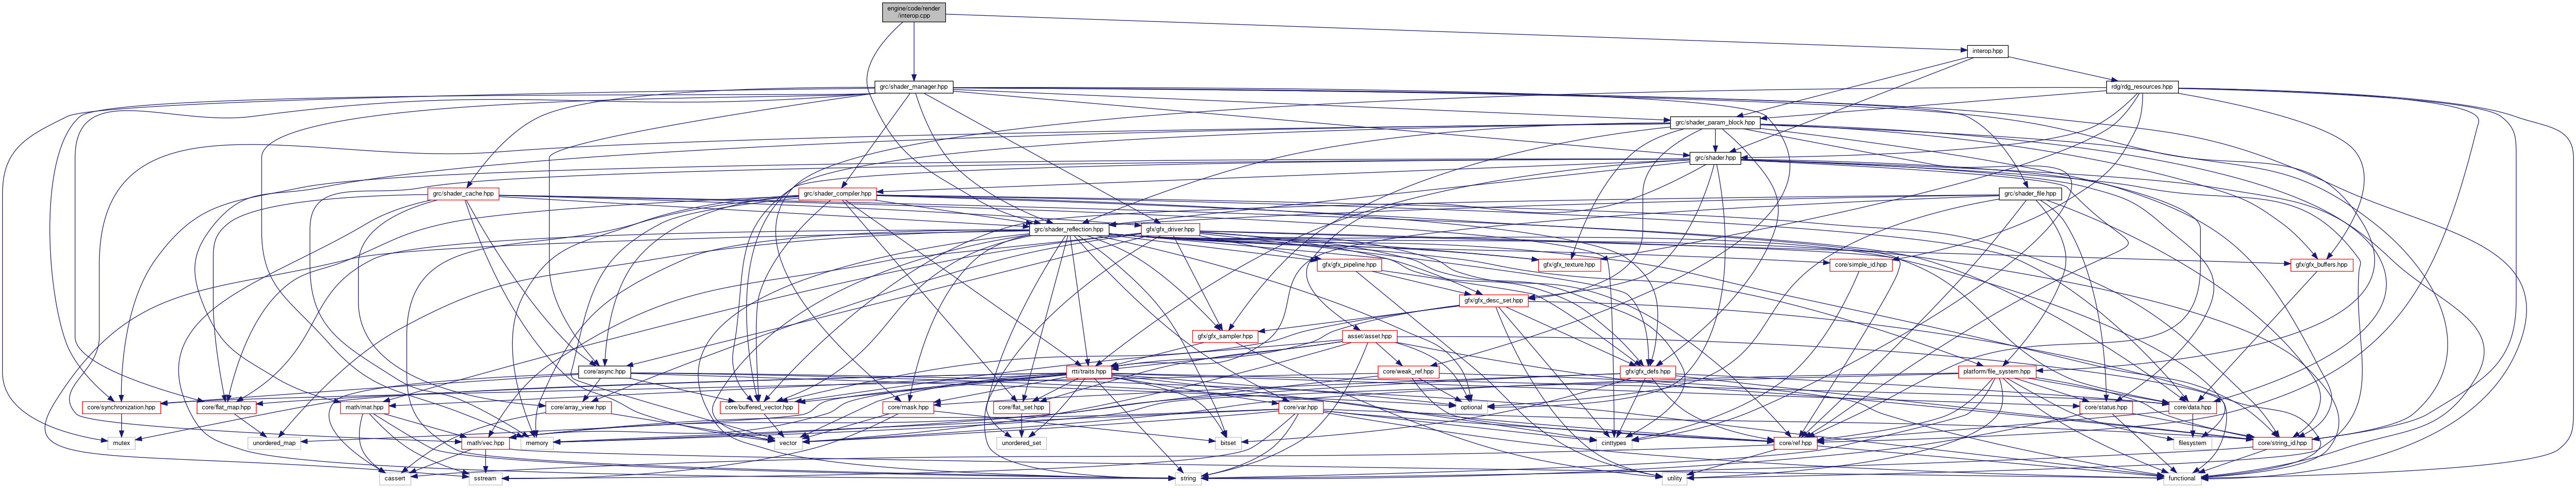 engine/code/render
/interop.cpp
interop.hpp
grc/shader_manager.hpp
rdg/rdg_resources.hpp
grc/shader_param_block.hpp
grc/shader.hpp
grc/shader_cache.hpp
grc/shader_compiler.hpp
grc/shader_file.hpp
grc/shader_reflection.hpp
gfx/gfx_driver.hpp
gfx/gfx_pipeline.hpp
gfx/gfx_texture.hpp
core/simple_id.hpp
gfx/gfx_buffers.hpp
gfx/gfx_desc_set.hpp
gfx/gfx_sampler.hpp
asset/asset.hpp
core/async.hpp
rtti/traits.hpp
core/weak_ref.hpp
gfx/gfx_defs.hpp
platform/file_system.hpp
core/synchronization.hpp
core/flat_map.hpp
math/mat.hpp
core/array_view.hpp
core/buffered_vector.hpp
core/mask.hpp
core/flat_set.hpp
core/var.hpp
optional
core/status.hpp
core/data.hpp
mutex
unordered_map
math/vec.hpp
memory
vector
bitset
unordered_set
cinttypes
core/ref.hpp
filesystem
core/string_id.hpp
cassert
sstream
string
utility
functional